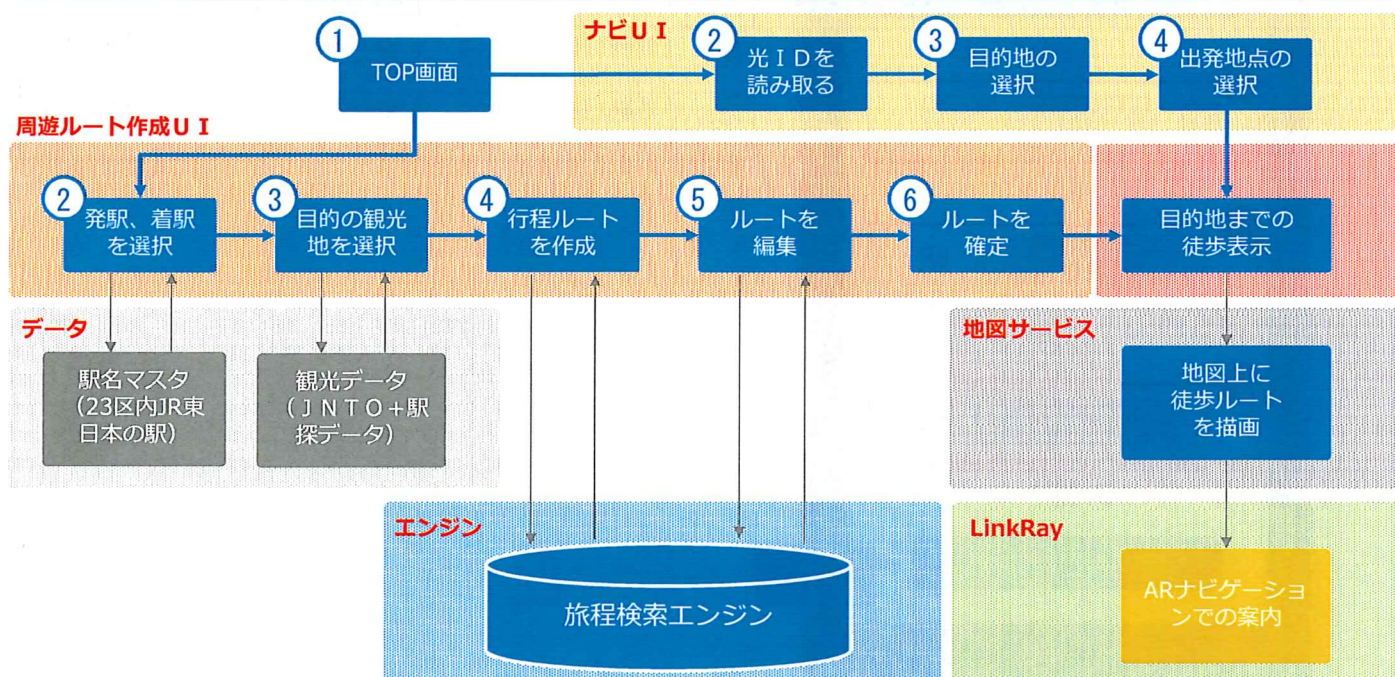 ナビＵＩ
①
TOP画面
②
光ＩＤを
読み取る
③
目的地の
選択
④
出発地点の
選択
周遊ルート作成ＵＩ
②
発駅、着駅
を選択
③
目的の観光
地を選択
④
行程ルート
を作成
⑤
ルートを
編集
⑥
ルートを
確定
目的地までの
徒歩表示
データ
駅名マスタ
（23区内JR東
日本の駅）
観光データ
（ＪＮＴＯ＋駅
探データ）
地図サービス
地図上に
徒歩ルート
を描画
エンジン
旅程検索エンジン
LinkRay
ARナビゲーショ
ンでの案内